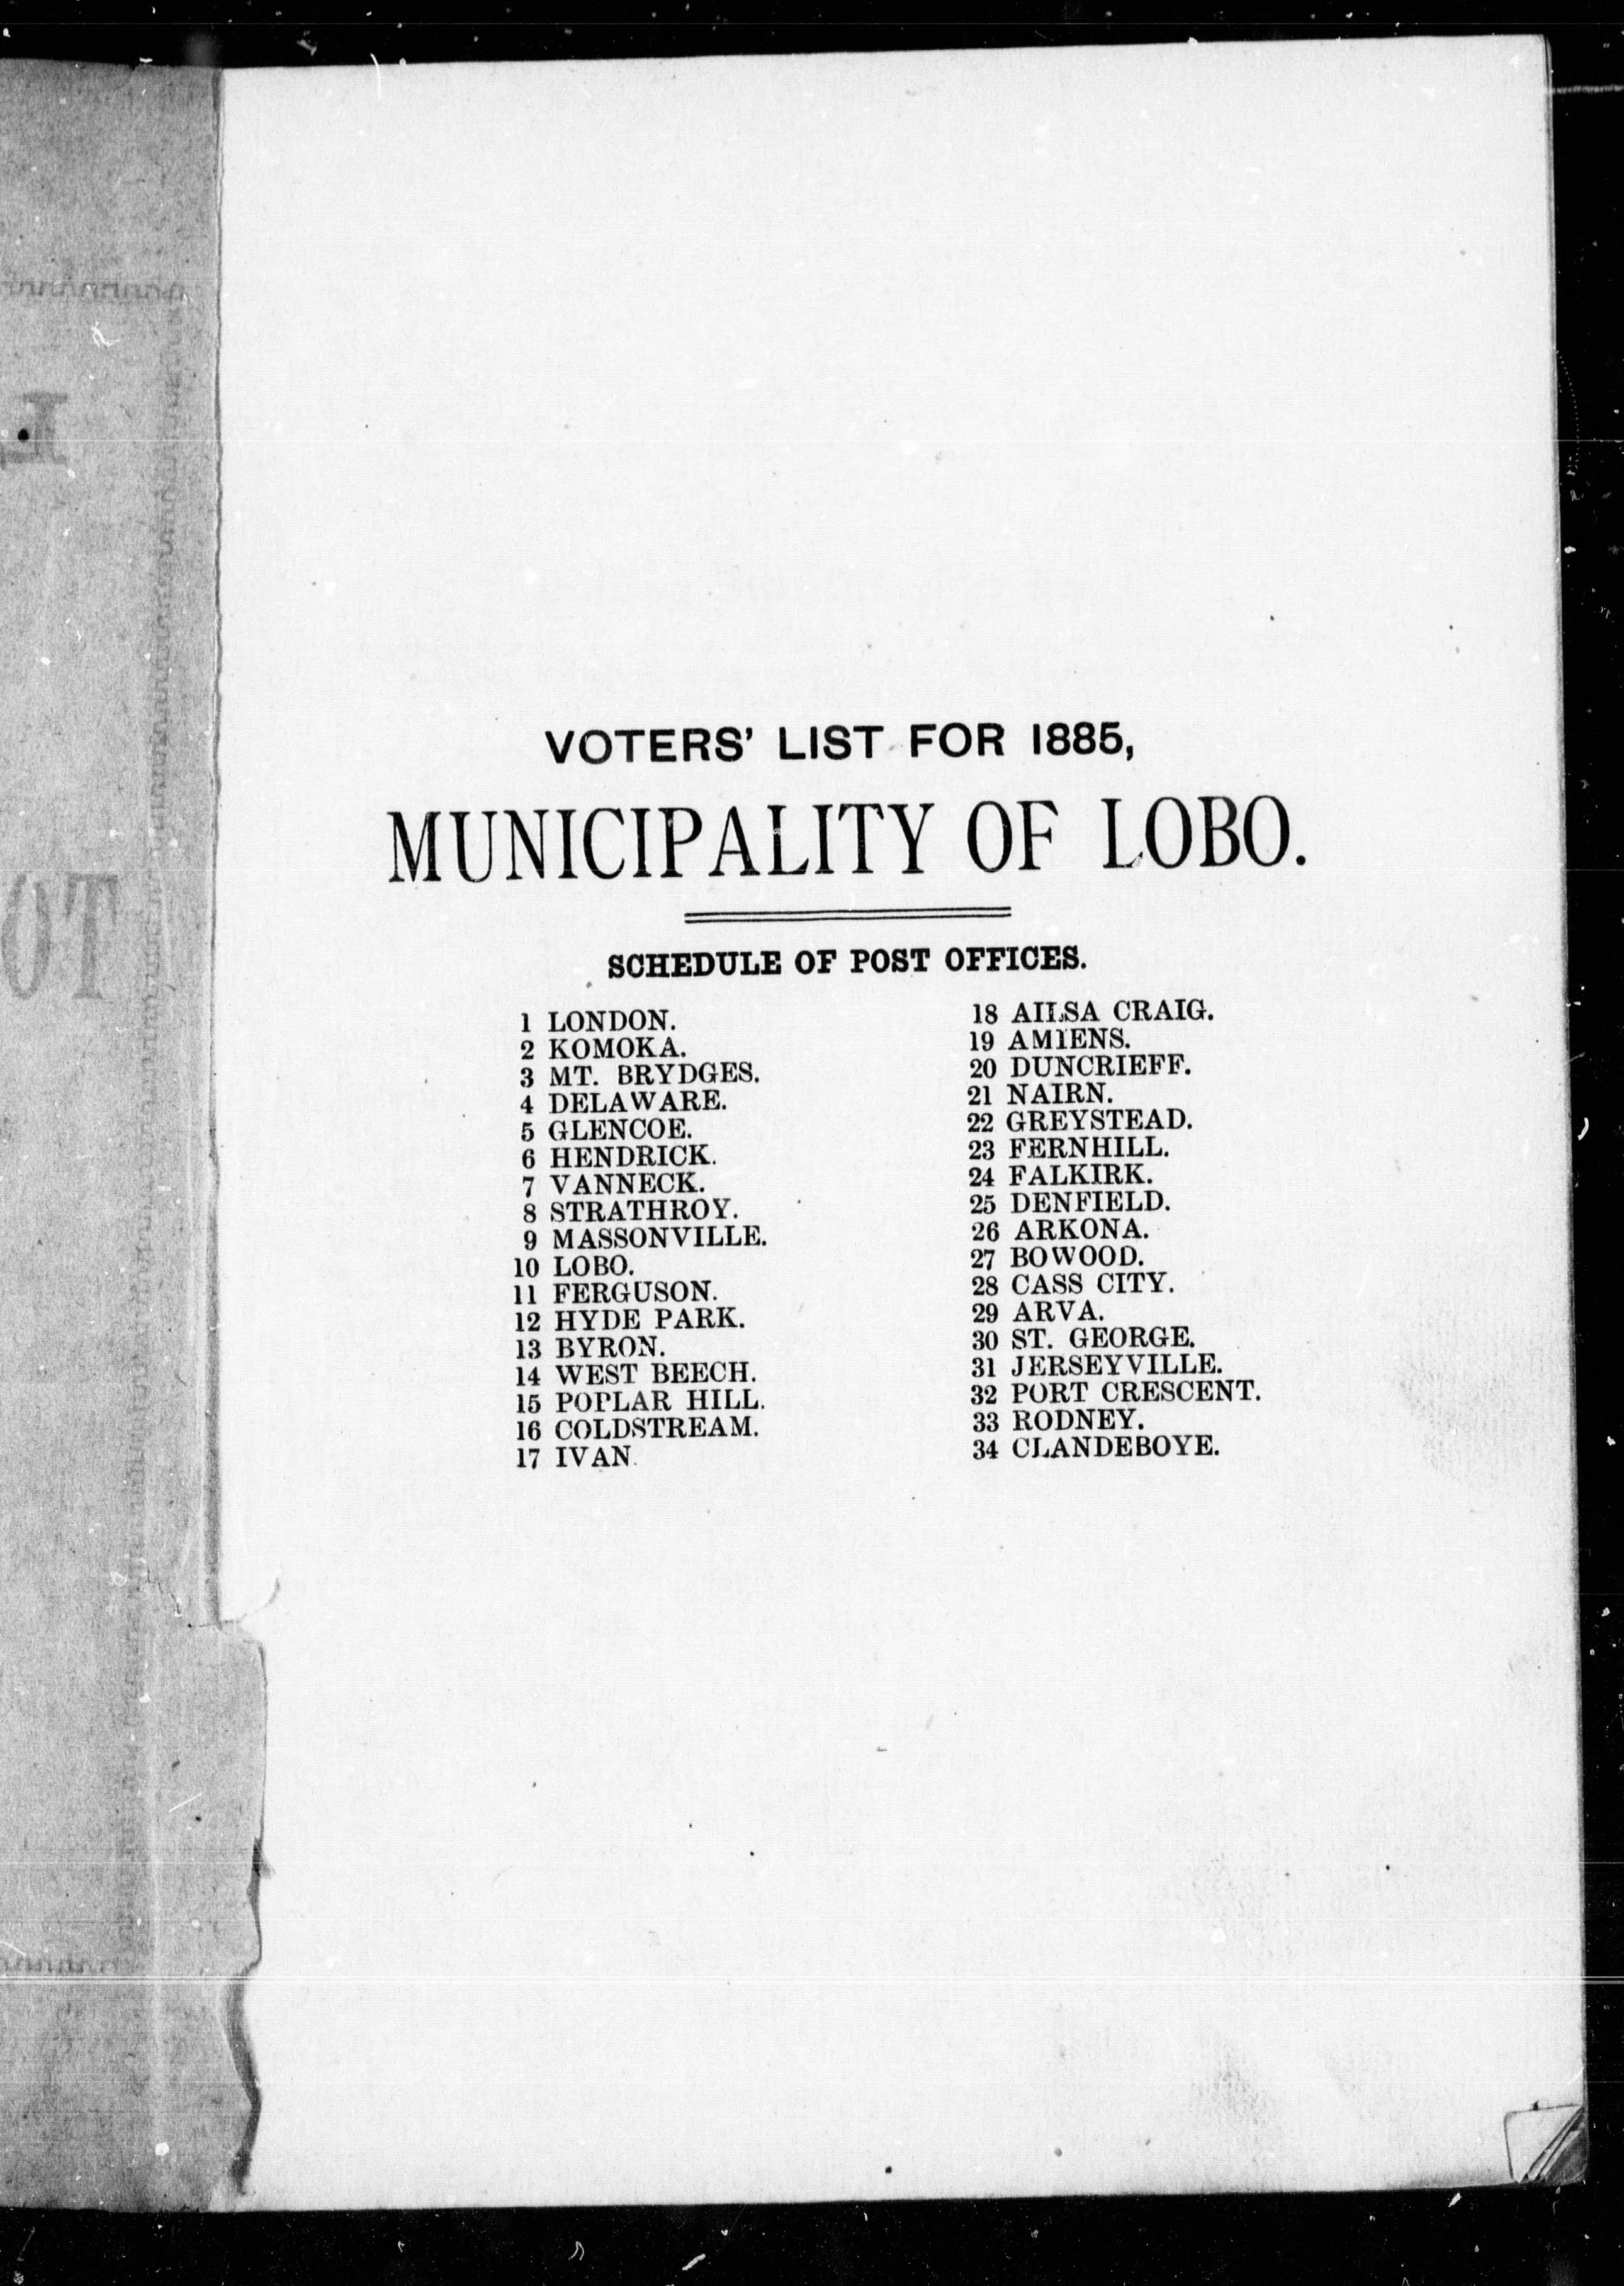 VOTERS' LIST FOR 1885,
MUNICIPALITY OF LOBO.
SCHEDULE OF POST OFFICES.
1 LONDON.
2 KOMOKA.
3 MT. BRYDGES.
4 DELAWARE.
5 GLENCOE.
6 HENDRICK.
7 VANNECK.
8 STRATHROY.
9 MASSONVILLE.
10 LOBO.
11 FERGUSON.
12 HYDE PARK.
13 BYRON.
14 WEST BEECH.
15 POPLAR HILL.
16 COLDSTREAM.
17 IVAN.
18 AILSA CRAIG.
19 AMIENS.
20 DUNCRIEFF.
21 NAIRN.
22 GREYSTEAD.
23 FERNHILL.
24 FALKIRK.
25 DENFIELD.
26 ARKONA.
27 BOWOOD.
28 CASS CITY.
29 ARVA.
30 ST. GEORGE.
31 JERSEYVILLE.
32 PORT CRESCENT.
33 RODNEY.
34 CLANDEBOYE.